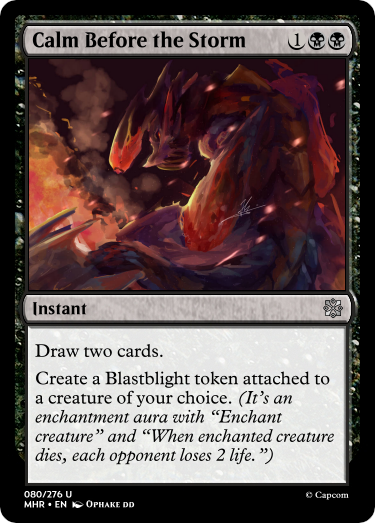 Calm Before the Storm 1
Instant
Draw two cards.
Create a Blastblight token attached to
a creature of your choice. (It's an
enchantment aura with “Enchant
creature” and “When enchanted creature
dies, each opponent loses 2 life.”)
080/276 U
MHR • EN OPHAKE DD
© Capcom